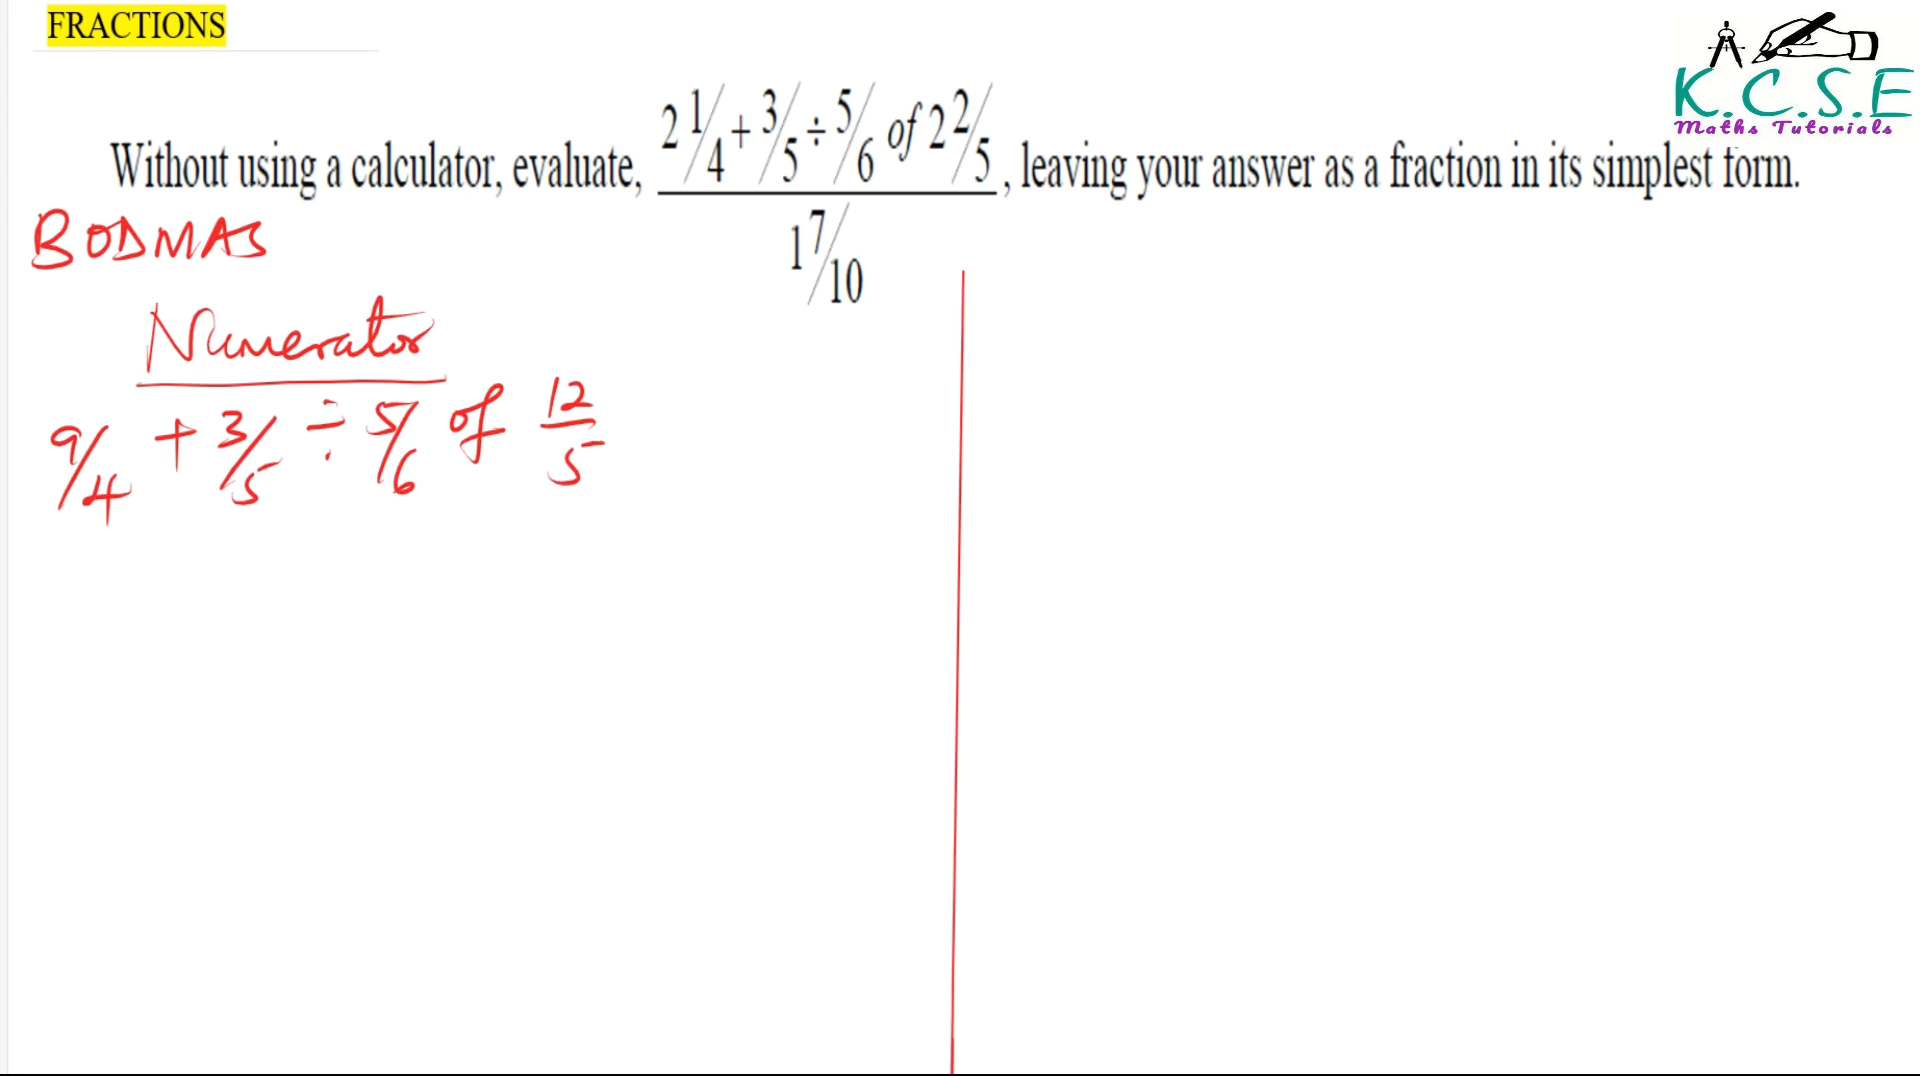 FRACTIONS
K.C.S.E
Maths Tutorials
Without using a calculator, evaluate, (2 1/4 + 3/5 ÷ 5/6 of 2 2/5) / (1 7/10), leaving your answer as a fraction in its simplest form.
BODMAS
Numerator
9/4 + 3/5 ÷ 5/6 of 12/5